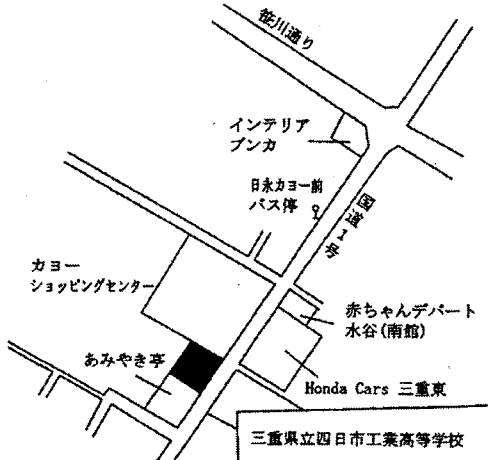 笹川通り
インテリア
ブンカ
日永カヨー前
バス停
国道1号
カヨー
ショッピングセンター
赤ちゃんデパート
水谷(南館)
あみやき亭
Honda Cars 三重東
三重県立四日市工業高等学校